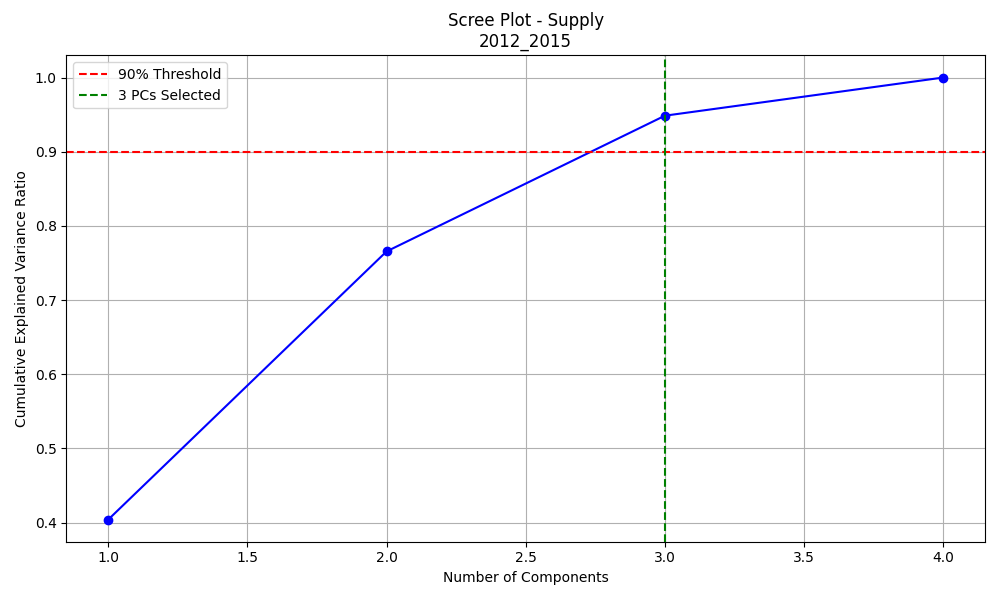 Scree Plot - Supply
2012_2015
90% Threshold
3 PCs Selected
Cumulative Explained Variance Ratio
1.0
0.9
0.8
0.7
0.6
0.5
0.4
1.0 1.5 2.0 2.5 3.0 3.5 4.0
Number of Components